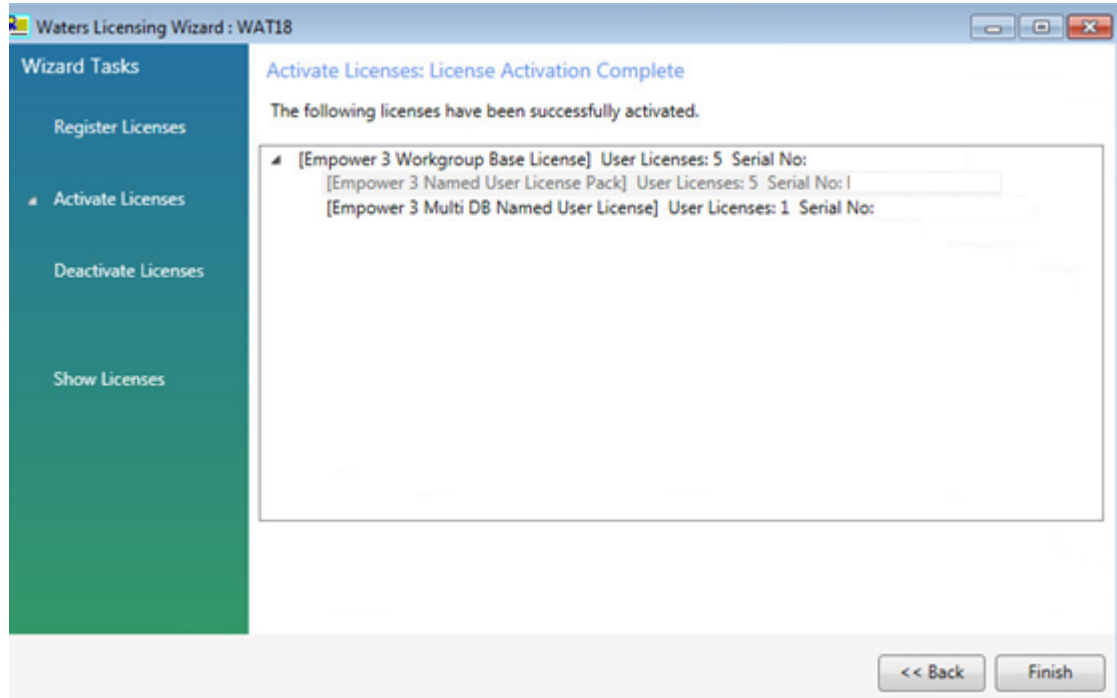 Waters Licensing Wizard : WAT18
Wizard Tasks
Register Licenses
Activate Licenses
Deactivate Licenses
Show Licenses
Activate Licenses: License Activation Complete
The following licenses have been successfully activated.
[Empower 3 Workgroup Base License] User Licenses: 5 Serial No:
[Empower 3 Named User License Pack] User Licenses: 5 Serial No:
[Empower 3 Multi DB Named User License] User Licenses: 1 Serial No:
<< Back
Finish